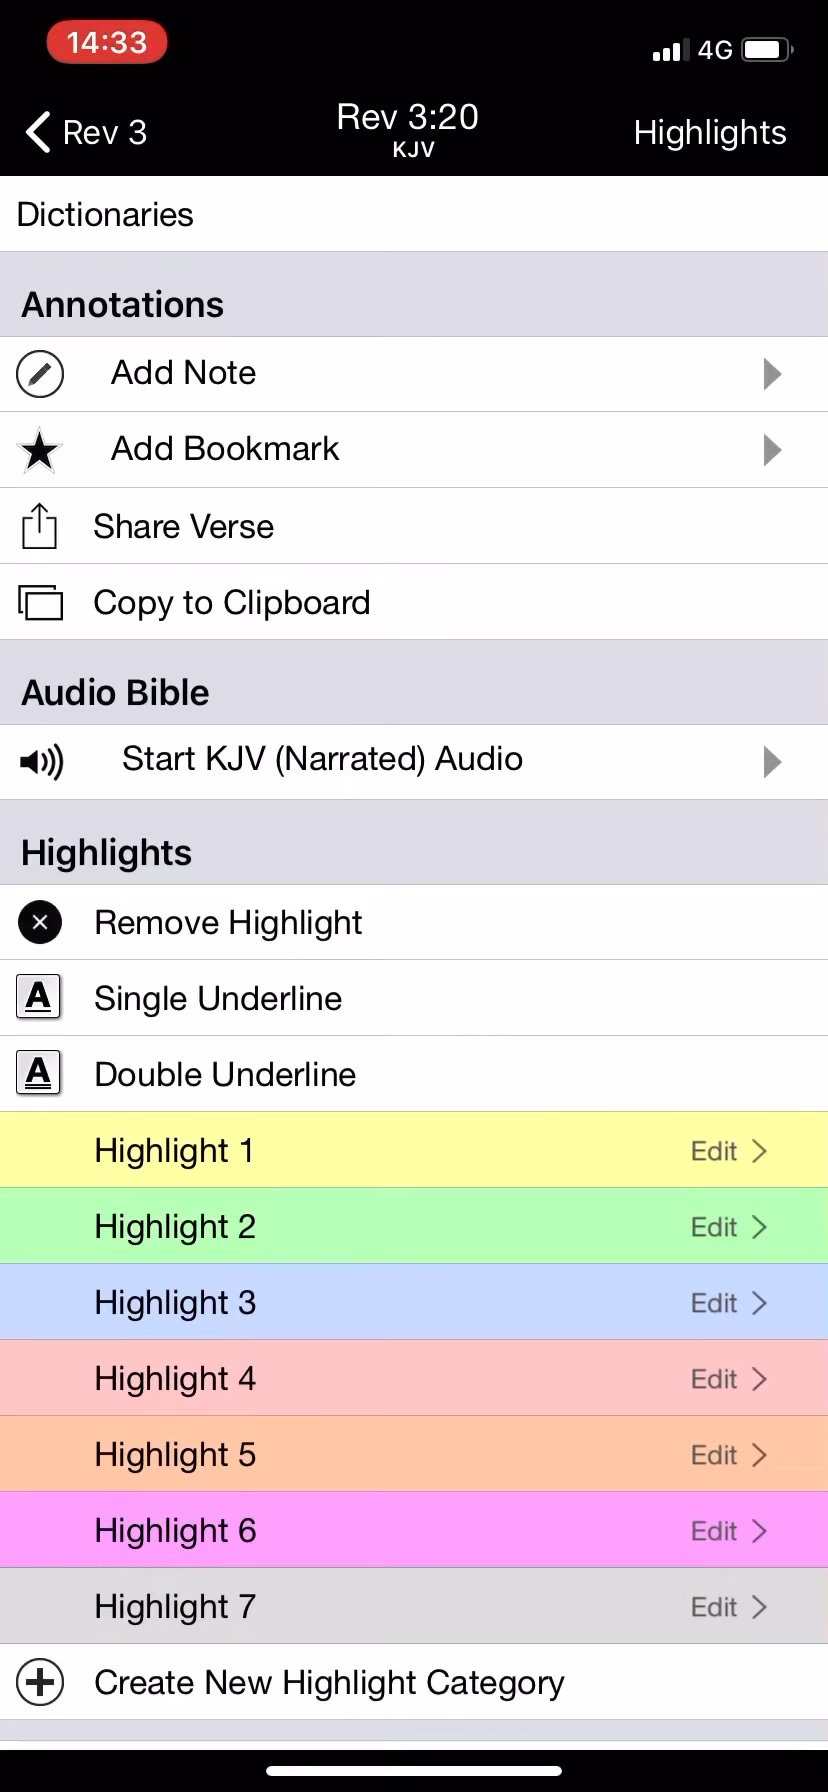 14:33
4G
Rev 3
Rev 3:20
KJV
Highlights
Dictionaries
Annotations
Add Note
Add Bookmark
Share Verse
Copy to Clipboard
Audio Bible
Start KJV (Narrated) Audio
Highlights
Remove Highlight
A Single Underline
A Double Underline
Highlight 1 Edit
Highlight 2 Edit
Highlight 3 Edit
Highlight 4 Edit
Highlight 5 Edit
Highlight 6 Edit
Highlight 7 Edit
Create New Highlight Category